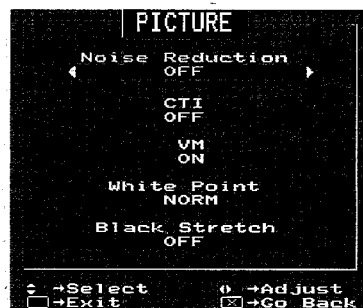 PICTURE
Noise Reduction
OFF
CTI
OFF
VM
ON
White Point
NORM
Black Stretch
OFF
→Select →Adjust
→Exit →Go Back